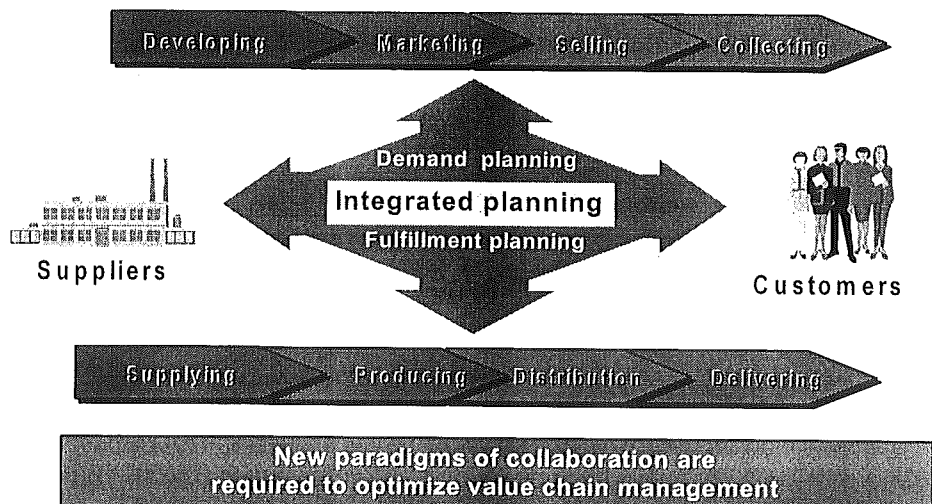 Developing Marketing Selling Collecting
Demand planning
Integrated planning
Fulfillment planning
Suppliers
Customers
Supplying Producing Distribution Delivering
New paradigms of collaboration are
required to optimize value chain management